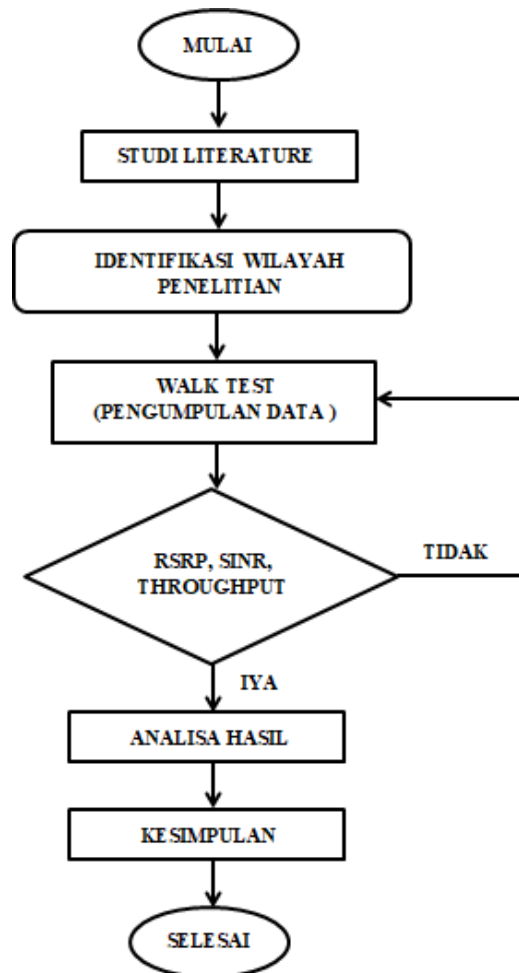 MULAI
STUDI LITERATURE
IDENTIFIKASI WILAYAH
PENELITIAN
WALK TEST
(PENGUMPULAN DATA )
RSRP, SINR,
THROUGHPUT
TIDAK
IYA
ANALISA HASIL
KESIMPULAN
SELESAI